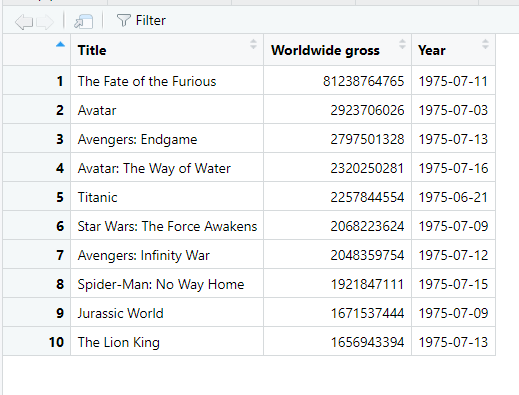 Filter
Title Worldwide gross Year
1 The Fate of the Furious 81238764765 1975-07-11
2 Avatar 2923706026 1975-07-03
3 Avengers: Endgame 2797501328 1975-07-13
4 Avatar: The Way of Water 2320250281 1975-07-16
5 Titanic 2257844554 1975-06-21
6 Star Wars: The Force Awakens 2068223624 1975-07-09
7 Avengers: Infinity War 2048359754 1975-07-12
8 Spider-Man: No Way Home 1921847111 1975-07-15
9 Jurassic World 1671537444 1975-07-09
10 The Lion King 1656943394 1975-07-13